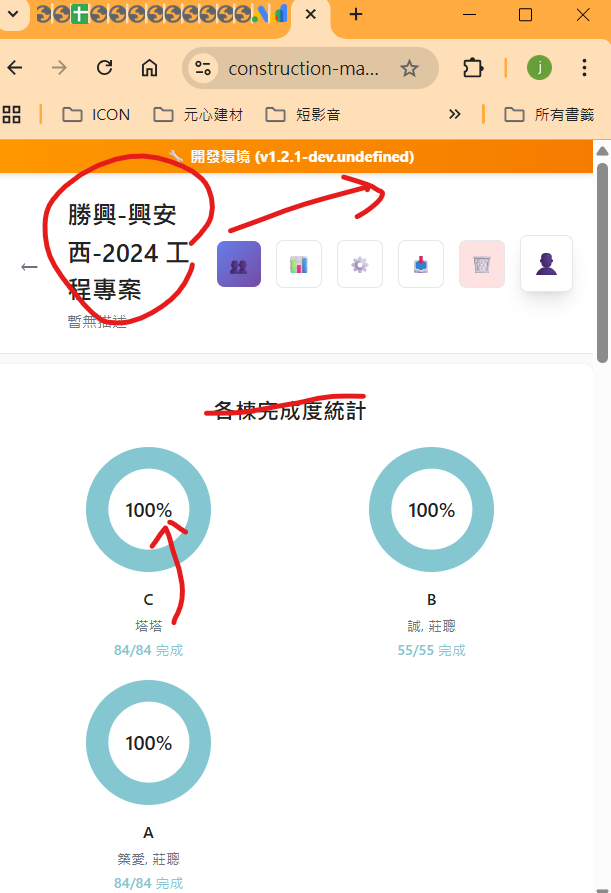 construction-ma...
j
ICON
元心建材
短影音
»
所有書籤
開發環境 (v1.2.1-dev.undefined)
勝興-興安
西-2024 工
程專案
暫無描述
各棟完成度統計
100%
C
塔塔
84/84 完成
100%
B
誠, 莊聰
55/55 完成
100%
A
築愛, 莊聰
84/84 完成